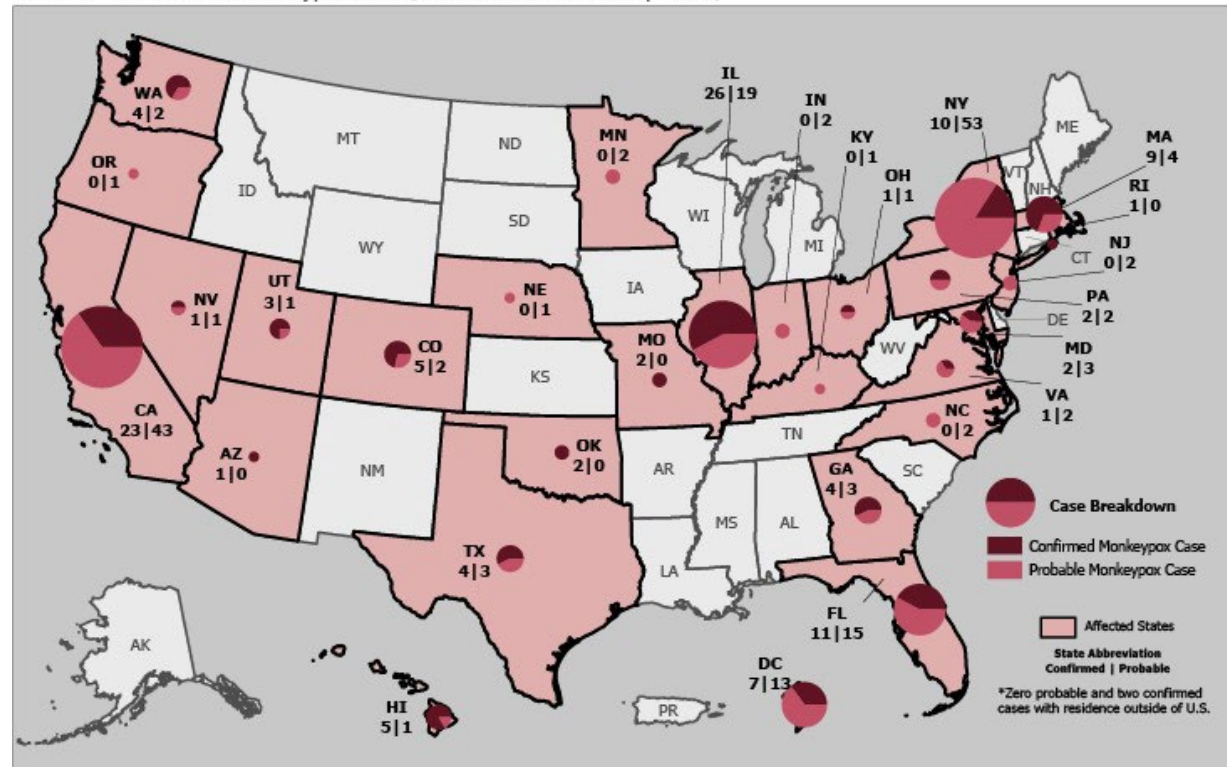 WA
4|2
OR
0|1
CA
23|43
NV
1|1
ID
MT
WY
UT
3|1
AZ
1|0
CO
5|2
NM
ND
SD
NE
0|1
KS
OK
2|0
TX
4|3
MN
0|2
IA
MO
2|0
AR
LA
WI
IL
26|19
MI
IN
0|2
KY
0|1
OH
1|1
TN
MS
AL
GA
4|3
FL
11|15
SC
NC
0|2
VA
1|2
WV
MD
2|3
DE
PA
2|2
NJ
0|2
NY
10|53
CT
RI
1|0
MA
9|4
VT
NH
ME
AK
HI
5|1
PR
DC
7|13
Case Breakdown
Confirmed Monkeypox Case
Probable Monkeypox Case
Affected States
State Abbreviation
Confirmed | Probable
*Zero probable and two confirmed
cases with residence outside of U.S.